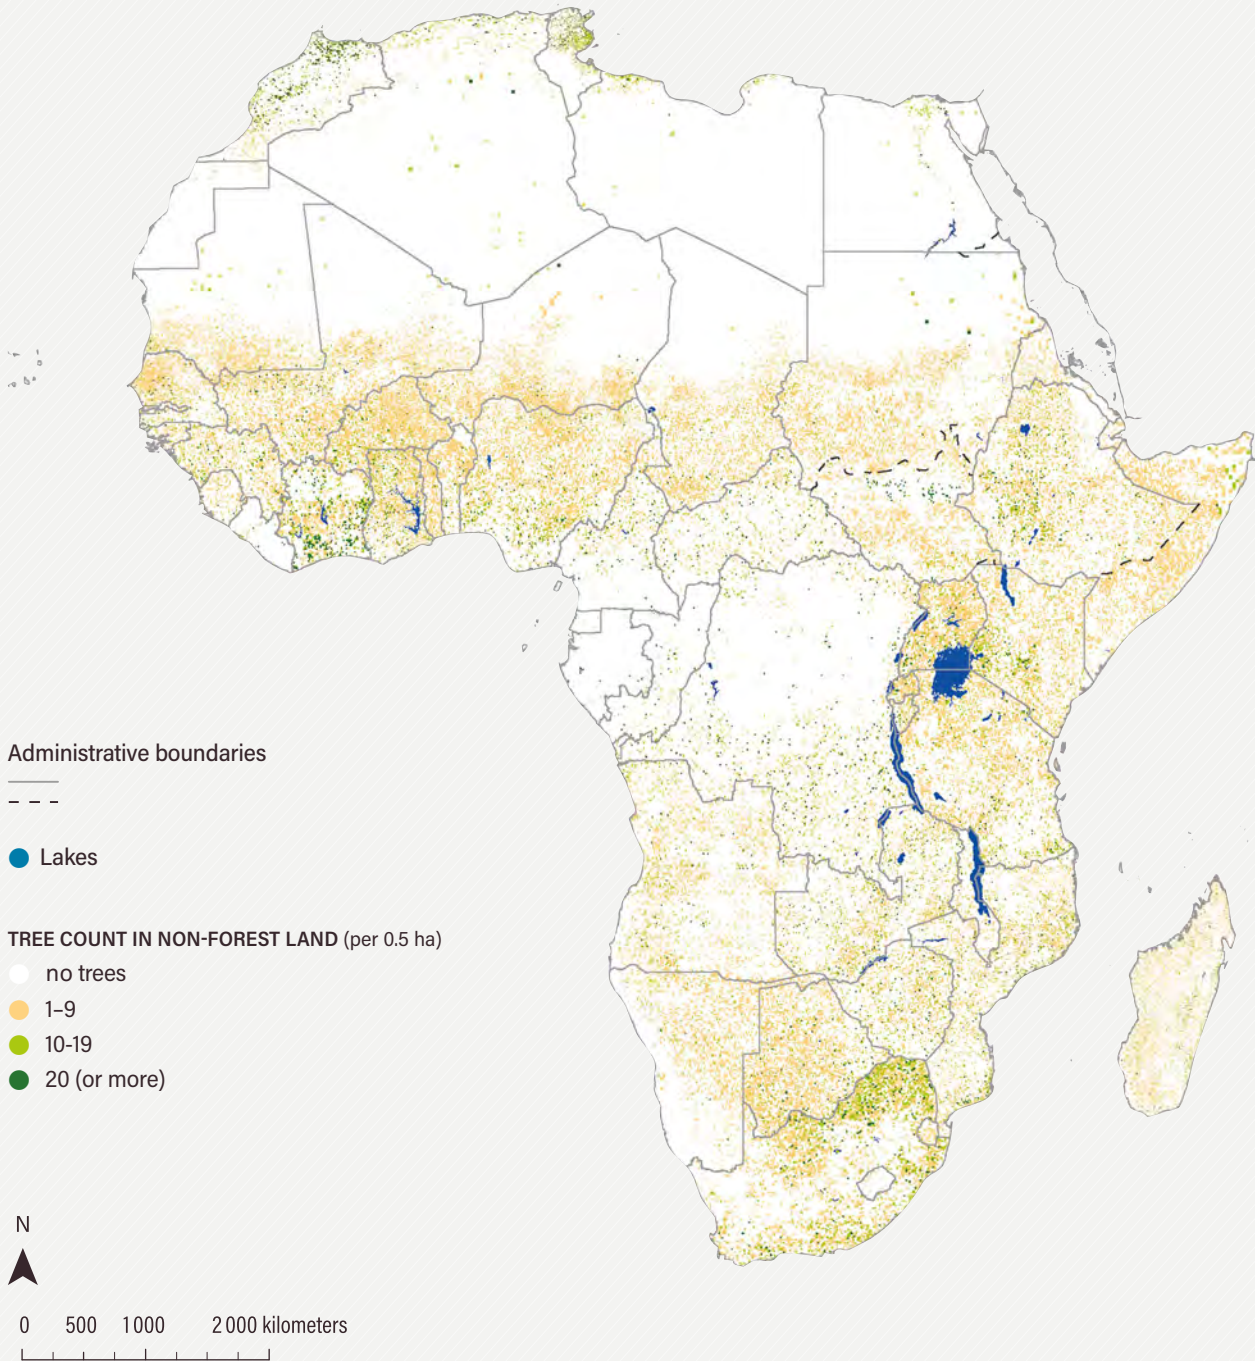 Administrative boundaries
Lakes
TREE COUNT IN NON-FOREST LAND (per 0.5 ha)
no trees
1–9
10-19
20 (or more)
N
0 500 1 000 2 000 kilometers